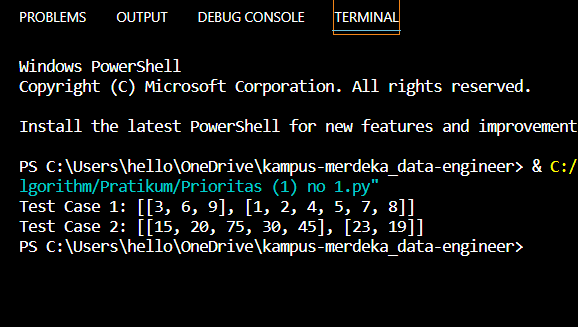 PROBLEMS OUTPUT DEBUG CONSOLE TERMINAL
Windows PowerShell
Copyright (C) Microsoft Corporation. All rights reserved.
Install the latest PowerShell for new features and improvement
PS C:\Users\hello\OneDrive\kampus-merdeka_data-engineer> & C:/
lgorithm/Pratikum/Prioritas (1) no 1.py"
Test Case 1: [[3, 6, 9], [1, 2, 4, 5, 7, 8]]
Test Case 2: [[15, 20, 75, 30, 45], [23, 19]]
PS C:\Users\hello\OneDrive\kampus-merdeka_data-engineer>